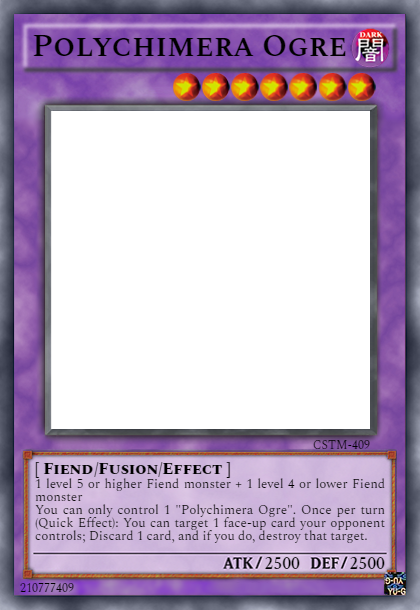 POLYCHIMERA OGRE
DARK
闇
CSTM-409
[ FIEND/FUSION/EFFECT ]
1 level 5 or higher Fiend monster + 1 level 4 or lower Fiend
monster
You can only control 1 "Polychimera Ogre". Once per turn
(Quick Effect): You can target 1 face-up card your opponent
controls; Discard 1 card, and if you do, destroy that target.
ATK / 2500 DEF / 2500
210777409
YU-G
YU-G